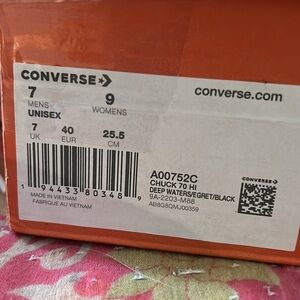 CONVERSE
converse.com
7 9
MENS WOMENS
UNISEX
7 40 25.5
UK EUR CM
A00752C
CHUCK 70 HI
DEEP WATERS/EGRET/BLACK
9A-2203-M88
AB8G8DMJ00359
1 94433 80348 9
MADE IN VIETNAM
FABRIQUÉ AU VIETNAM